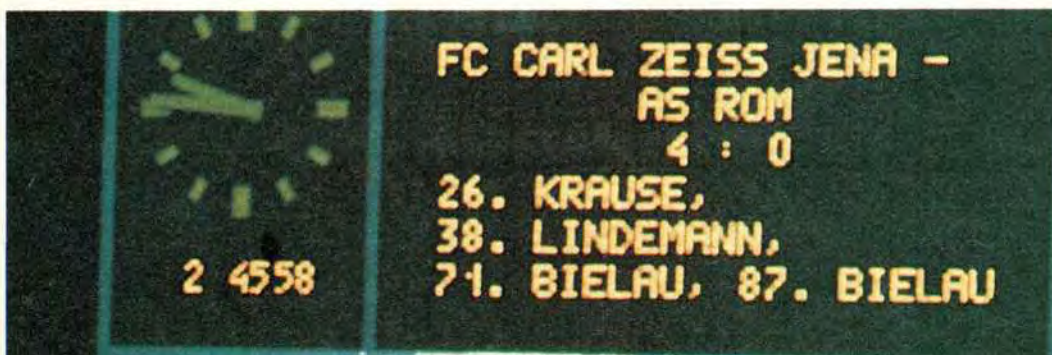 FC CARL ZEISS JENA –
AS ROM
4 : 0
26. KRAUSE,
38. LINDEMANN,
71. BIELAU, 87. BIELAU
2 4558